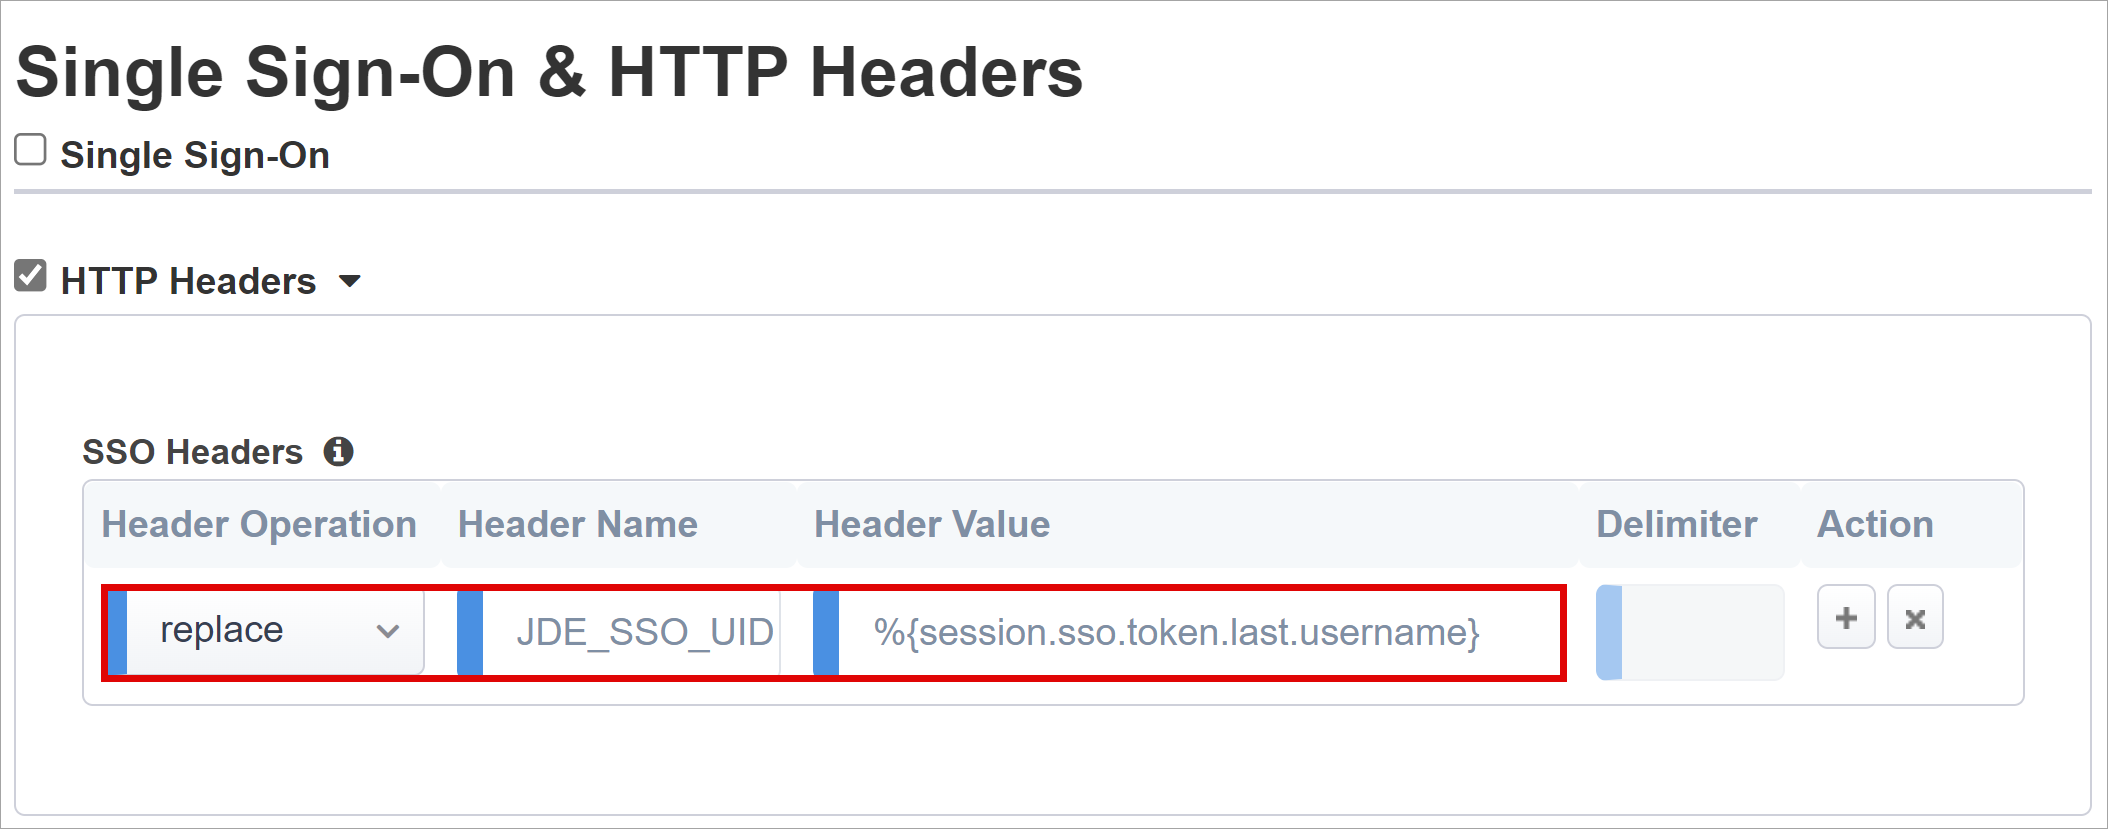 Single Sign-On & HTTP Headers
Single Sign-On
HTTP Headers
SSO Headers
Header Operation Header Name Header Value Delimiter Action
replace JDE_SSO_UID %{session.sso.token.last.username}